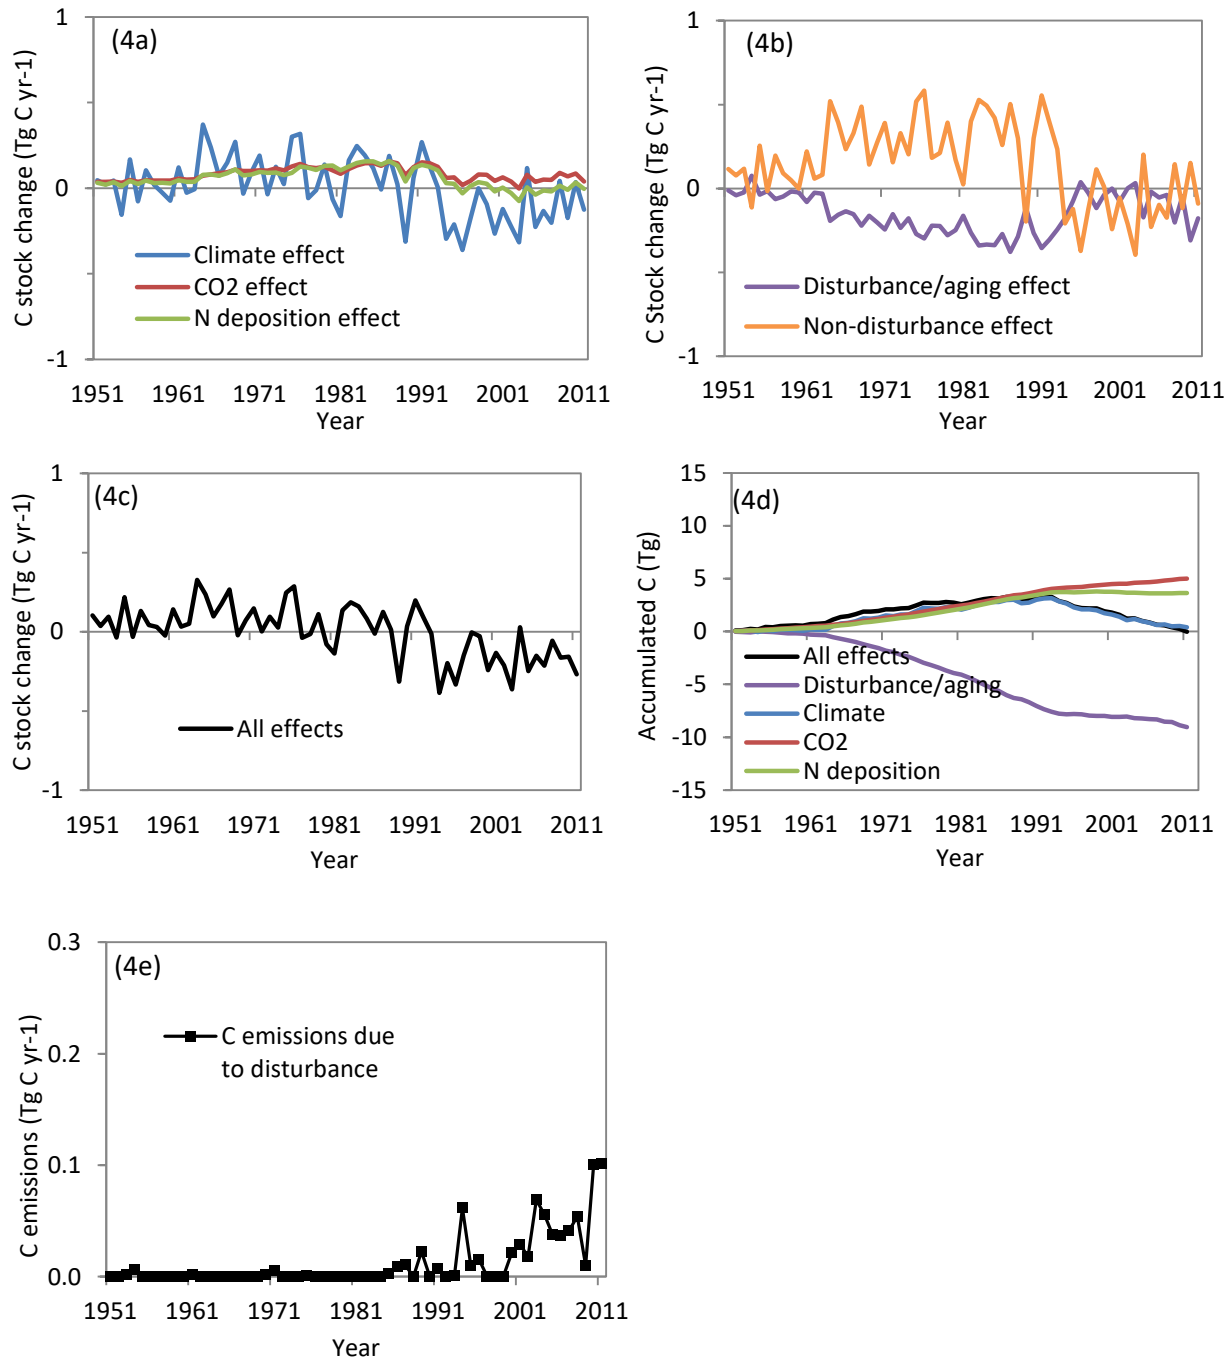 (4a)
C stock change (Tg C yr-1)
1
0
-1
Climate effect
CO2 effect
N deposition effect
1951 1961 1971 1981 1991 2001 2011
Year
(4b)
C Stock change (Tg C yr-1)
1
0
-1
Disturbance/aging effect
Non-disturbance effect
1951 1961 1971 1981 1991 2001 2011
Year
(4c)
C stock change (Tg C yr-1)
1
0
-1
All effects
1951 1961 1971 1981 1991 2001 2011
Year
(4d)
Accumulated C (Tg)
15
10
5
0
-5
-10
-15
All effects
Disturbance/aging
Climate
CO2
N deposition
1951 1961 1971 1981 1991 2001 2011
Year
(4e)
C emissions (Tg C yr-1)
0.3
0.2
0.1
0.0
C emissions due
to disturbance
1951 1961 1971 1981 1991 2001 2011
Year